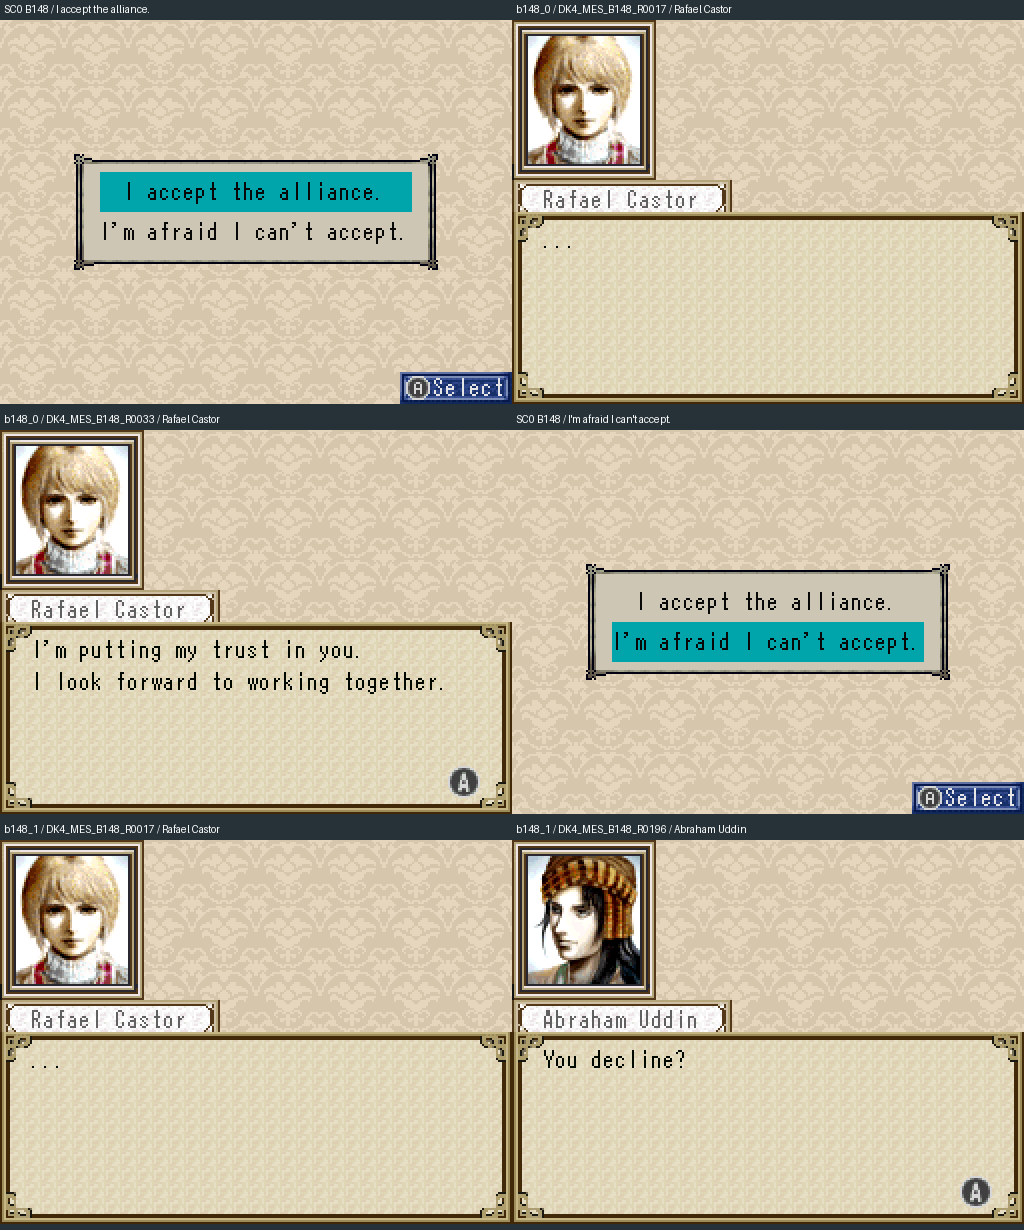 SC0 B148 / I accept the alliance.
I accept the alliance.
I'm afraid I can't accept.
A Select
b148_0 / DK4_MES_B148_R0017 / Rafael Castor
Rafael Castor
...
b148_0 / DK4_MES_B148_R0033 / Rafael Castor
Rafael Castor
I'm putting my trust in you.
I look forward to working together.
A
SC0 B148 / I'm afraid I can't accept.
I accept the alliance.
I'm afraid I can't accept.
A Select
b148_1 / DK4_MES_B148_R0017 / Rafael Castor
Rafael Castor
...
b148_1 / DK4_MES_B148_R0196 / Abraham Uddin
Abraham Uddin
You decline?
A